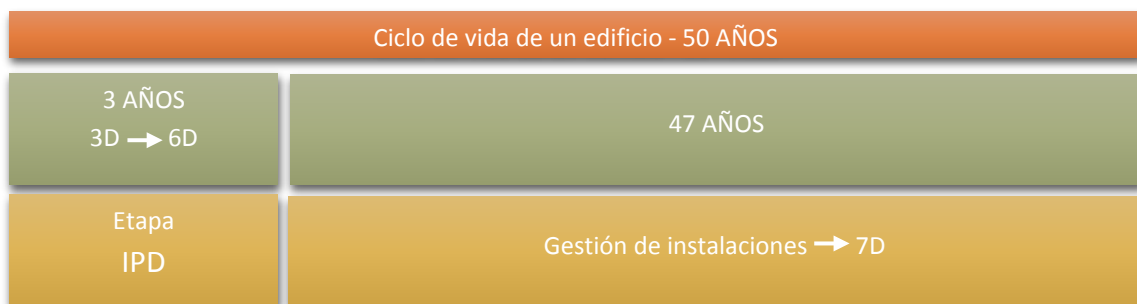 Ciclo de vida de un edificio - 50 AÑOS
3 AÑOS
3D → 6D
47 AÑOS
Etapa
IPD
Gestión de instalaciones → 7D